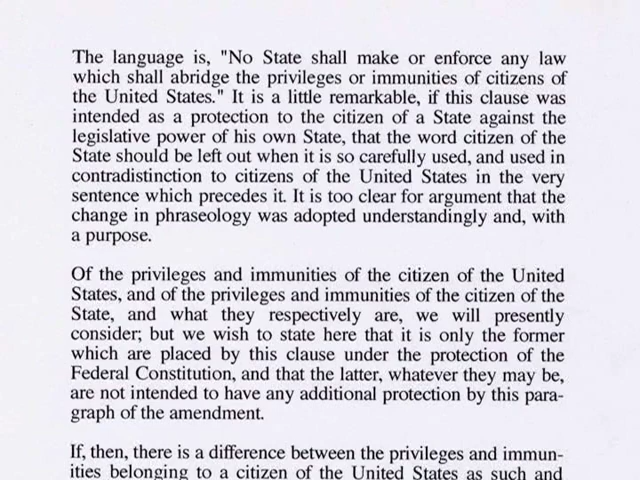 The language is, "No State shall make or enforce any law
which shall abridge the privileges or immunities of citizens of
the United States." It is a little remarkable, if this clause was
intended as a protection to the citizen of a State against the
legislative power of his own State, that the word citizen of the
State should be left out when it is so carefully used, and used in
contradistinction to citizens of the United States in the very
sentence which precedes it. It is too clear for argument that the
change in phraseology was adopted understandingly and, with
a purpose.
Of the privileges and immunities of the citizen of the United
States, and of the privileges and immunities of the citizen of the
State, and what they respectively are, we will presently
consider; but we wish to state here that it is only the former
which are placed by this clause under the protection of the
Federal Constitution, and that the latter, whatever they may be,
are not intended to have any additional protection by this para-
graph of the amendment.
If, then, there is a difference between the privileges and immun-
ities belonging to a citizen of the United States as such and